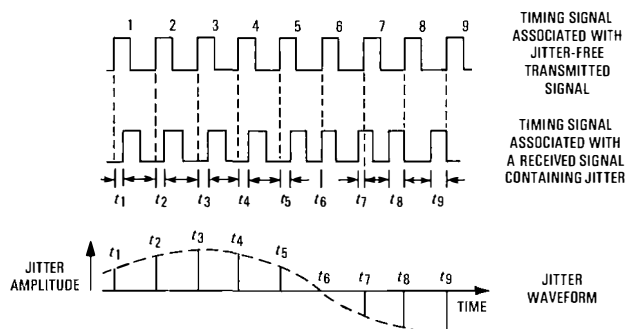 1 2 3 4 5 6 7 8 9
TIMING SIGNAL
ASSOCIATED WITH
JITTER-FREE
TRANSMITTED
SIGNAL
TIMING SIGNAL
ASSOCIATED WITH
A RECEIVED SIGNAL
CONTAINING JITTER
t1 t2 t3 t4 t5 t6 t7 t8 t9
JITTER
AMPLITUDE
t1 t2 t3 t4 t5 t6 t7 t8 t9
TIME
JITTER
WAVEFORM